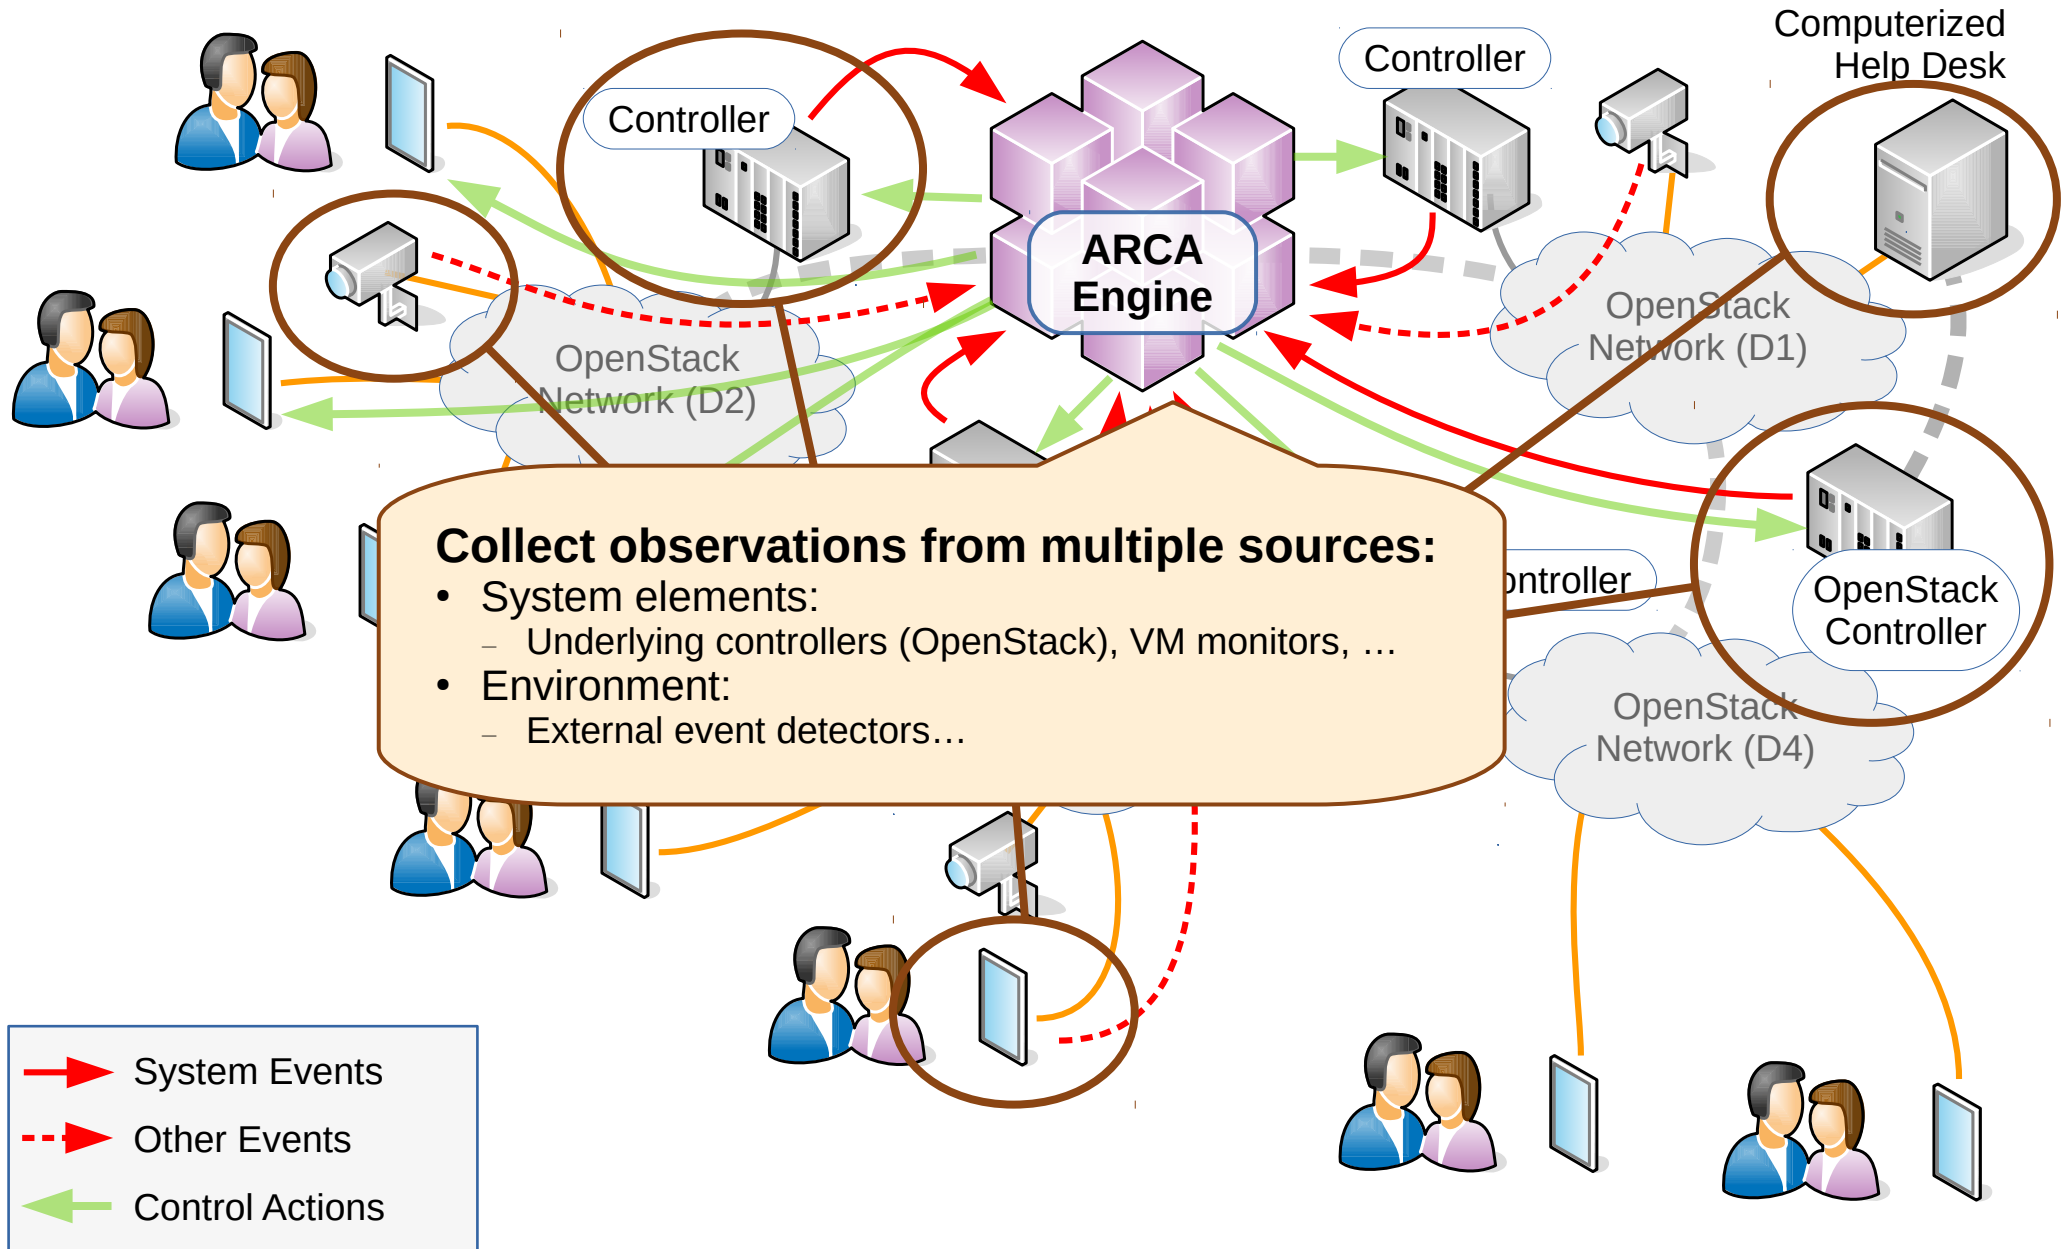 Computerized
Help Desk
Controller
Controller
ARCA
Engine
OpenStack
Network (D1)
OpenStack
Network (D2)
Collect observations from multiple sources:
• System elements:
– Underlying controllers (OpenStack), VM monitors, …
• Environment:
– External event detectors…
ontroller
OpenStack
Controller
OpenStack
Network (D4)
System Events
Other Events
Control Actions